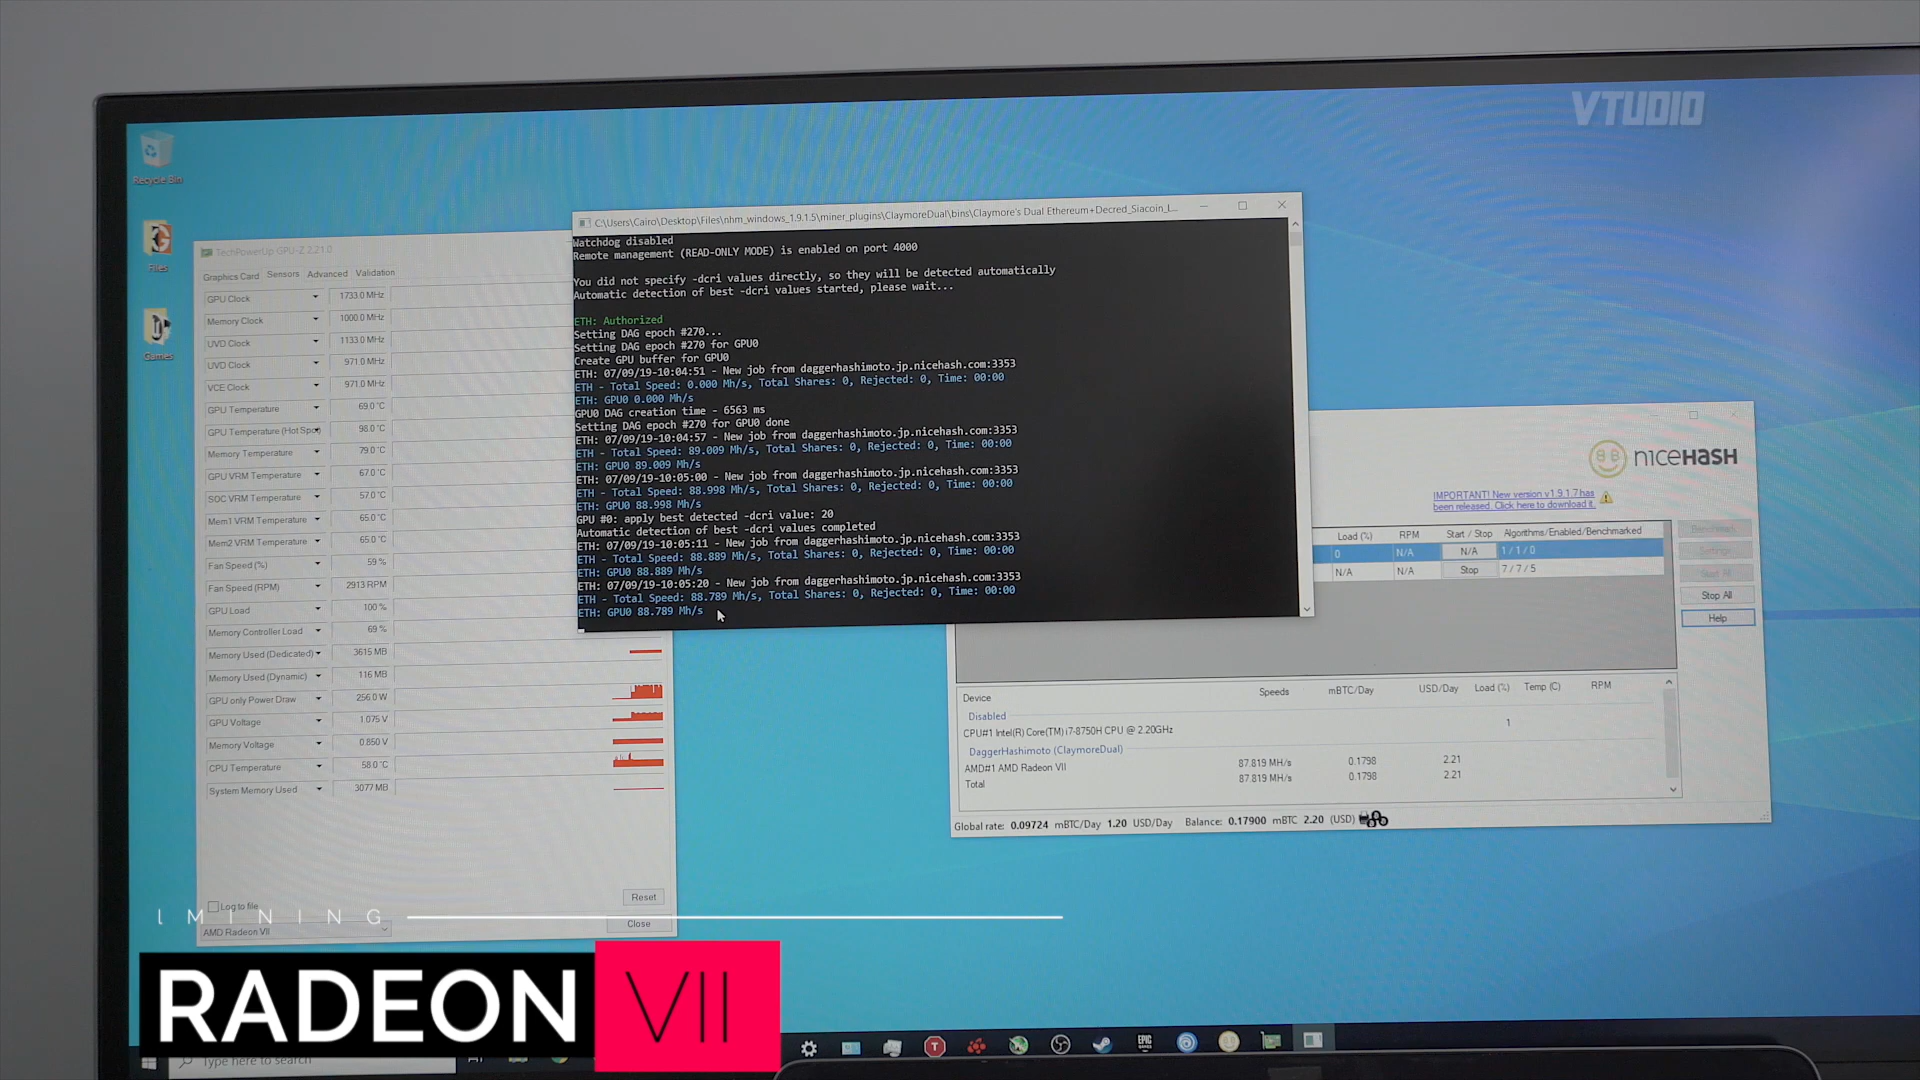 VTUDIO
Recycle Bin
Files
Games
TechPowerUp GPU-Z 2.21.0
Graphics Card Sensors Advanced Validation
GPU Clock 1733.0 MHz
Memory Clock 1000.0 MHz
UVD Clock 1133.0 MHz
UVD Clock 971.0 MHz
VCE Clock 971.0 MHz
GPU Temperature 69.0 °C
GPU Temperature (Hot Spot) 98.0 °C
Memory Temperature 79.0 °C
GPU VRM Temperature 67.0 °C
SOC VRM Temperature 57.0 °C
Mem1 VRM Temperature 65.0 °C
Mem2 VRM Temperature 65.0 °C
Fan Speed (%) 59 %
Fan Speed (RPM) 2913 RPM
GPU Load 100 %
Memory Controller Load 69 %
Memory Used (Dedicated) 3615 MB
Memory Used (Dynamic) 116 MB
GPU only Power Draw 256.0 W
GPU Voltage 1.075 V
Memory Voltage 0.850 V
CPU Temperature 58.0 °C
System Memory Used 3077 MB
Log to file
Reset
AMD Radeon VII
Close
C:\Users\Cairo\Desktop\Files\nhm_windows_1.9.1.5\miner_plugins\ClaymoreDual\bins\Claymore's Dual Ethereum+Decred_Siacoin_L...
Watchdog disabled
Remote management (READ-ONLY MODE) is enabled on port 4000
You did not specify -dcri values directly, so they will be detected automatically
Automatic detection of best -dcri values started, please wait...
ETH: Authorized
Setting DAG epoch #270...
Setting DAG epoch #270 for GPU0
Create GPU buffer for GPU0
ETH: 07/09/19-10:04:51 - New job from daggerhashimoto.jp.nicehash.com:3353
ETH - Total Speed: 0.000 Mh/s, Total Shares: 0, Rejected: 0, Time: 00:00
ETH: GPU0 0.000 Mh/s
GPU0 DAG creation time - 6563 ms
Setting DAG epoch #270 for GPU0 done
ETH: 07/09/19-10:04:57 - New job from daggerhashimoto.jp.nicehash.com:3353
ETH - Total Speed: 89.009 Mh/s, Total Shares: 0, Rejected: 0, Time: 00:00
ETH: GPU0 89.009 Mh/s
ETH: 07/09/19-10:05:00 - New job from daggerhashimoto.jp.nicehash.com:3353
ETH - Total Speed: 88.998 Mh/s, Total Shares: 0, Rejected: 0, Time: 00:00
ETH: GPU0 88.998 Mh/s
GPU #0: apply best detected -dcri value: 20
Automatic detection of best -dcri values completed
ETH: 07/09/19-10:05:11 - New job from daggerhashimoto.jp.nicehash.com:3353
ETH - Total Speed: 88.889 Mh/s, Total Shares: 0, Rejected: 0, Time: 00:00
ETH: GPU0 88.889 Mh/s
ETH: 07/09/19-10:05:20 - New job from daggerhashimoto.jp.nicehash.com:3353
ETH - Total Speed: 88.789 Mh/s, Total Shares: 0, Rejected: 0, Time: 00:00
ETH: GPU0 88.789 Mh/s
NICEHASH
IMPORTANT! New version v1.9.1.7 has
been released. Click here to download it.
Load (%) RPM Start / Stop Algorithms/Enabled/Benchmarked
0 N/A N/A 1 / 1 / 0
N/A N/A Stop 7 / 7 / 5
Stop All
Help
Device Speeds mBTC/Day USD/Day Load (%) Temp (C) RPM
Disabled
CPU#1 Intel(R) Core(TM) i7-8750H CPU @ 2.20GHz 1
DaggerHashimoto (ClaymoreDual)
AMD#1 AMD Radeon VII 87.819 MH/s 0.1798 2.21
Total 87.819 MH/s 0.1798 2.21
Global rate: 0.09724 mBTC/Day 1.20 USD/Day Balance: 0.17900 mBTC 2.20 (USD)
MINING
RADEON VII
Type here to search
EPIC
GAMES